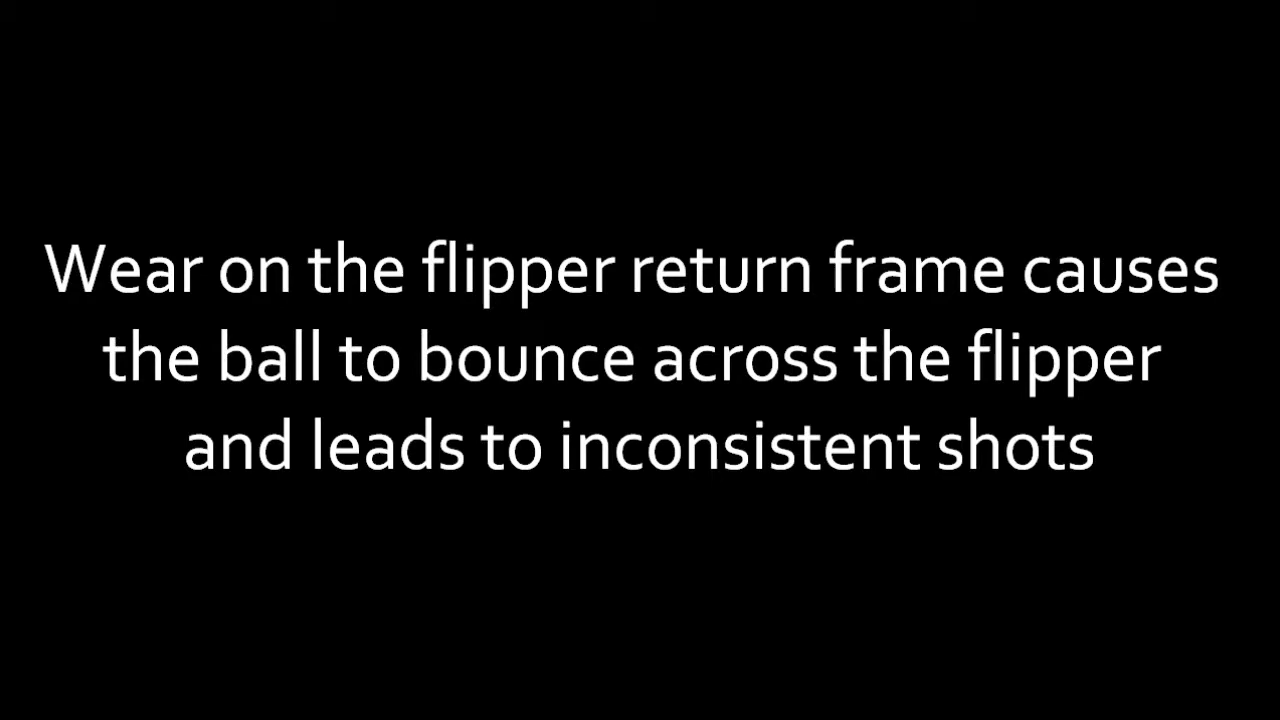 Wear on the flipper return frame causes
the ball to bounce across the flipper
and leads to inconsistent shots